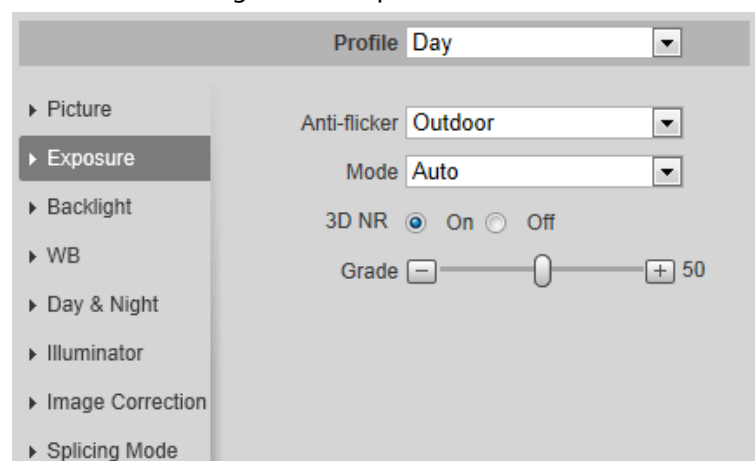 Profile Day
Picture
Exposure
Backlight
WB
Day & Night
Illuminator
Image Correction
Splicing Mode
Anti-flicker Outdoor
Mode Auto
3D NR On Off
Grade 50